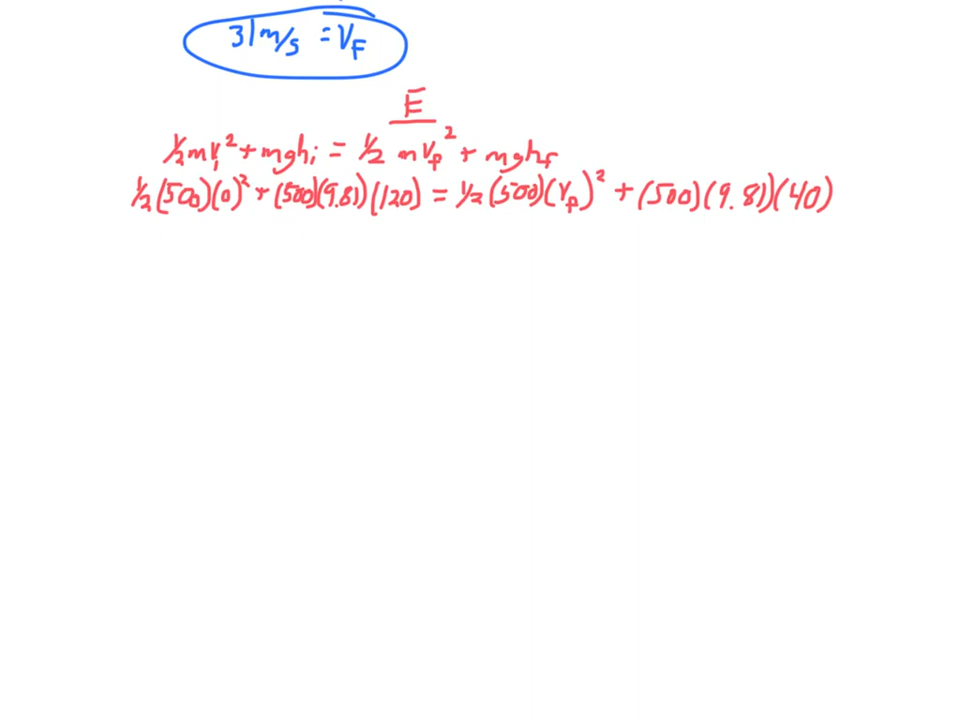 31 m/s = VF
E
½mvi² + mghi = ½ mVf² + mghf
½(500)(0)² + (500)(9.81)(120) = ½(500)(Vf)² + (500)(9.81)(40)